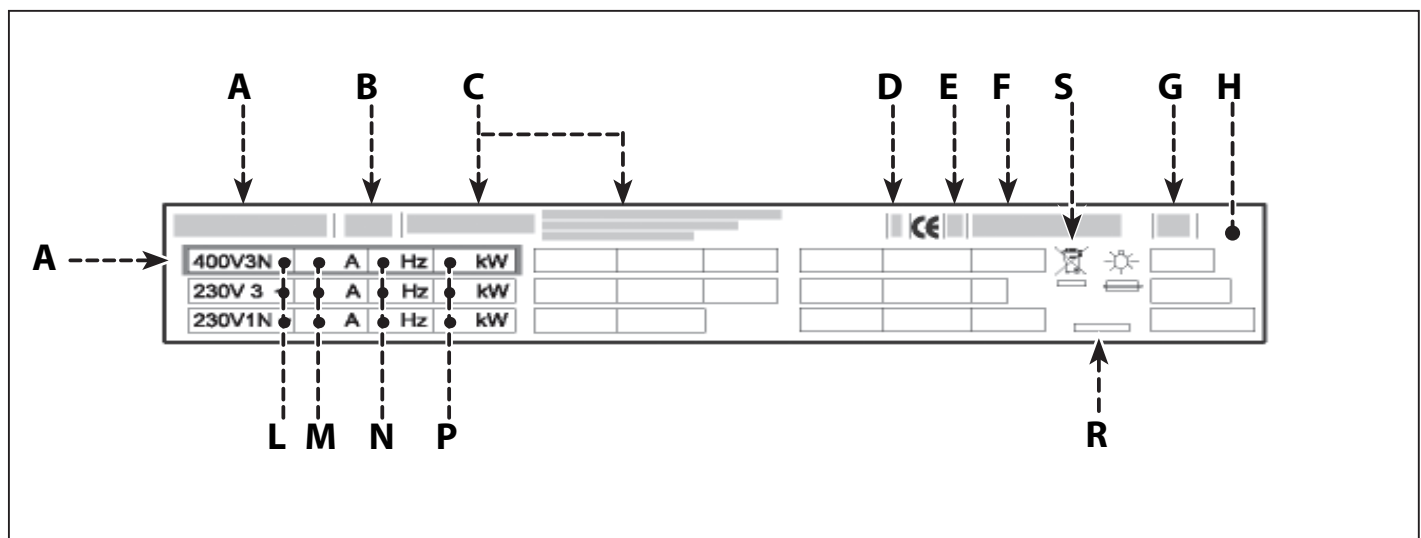 A B C D E F S G H
A
400V3N A Hz kW
230V 3 A Hz kW
230V1N A Hz kW
CE
L M N P R